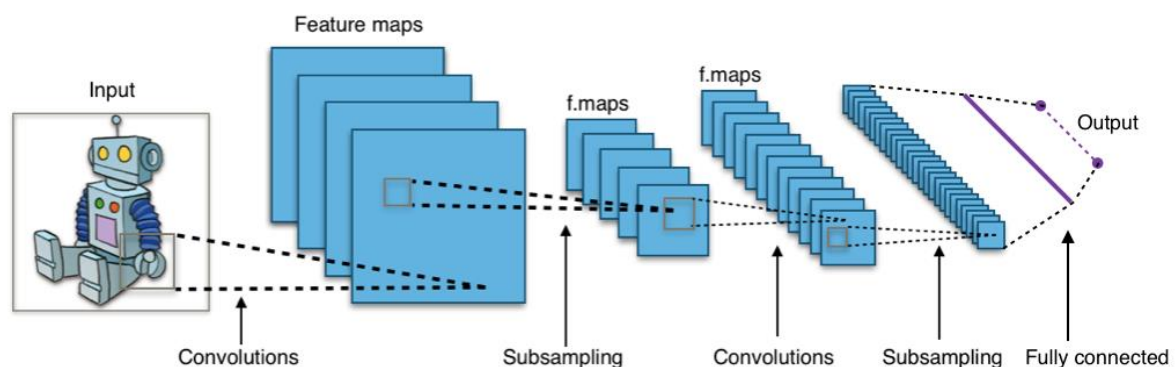 Feature maps
f.maps
Input
f.maps
Output
Convolutions
Subsampling
Convolutions
Subsampling
Fully connected